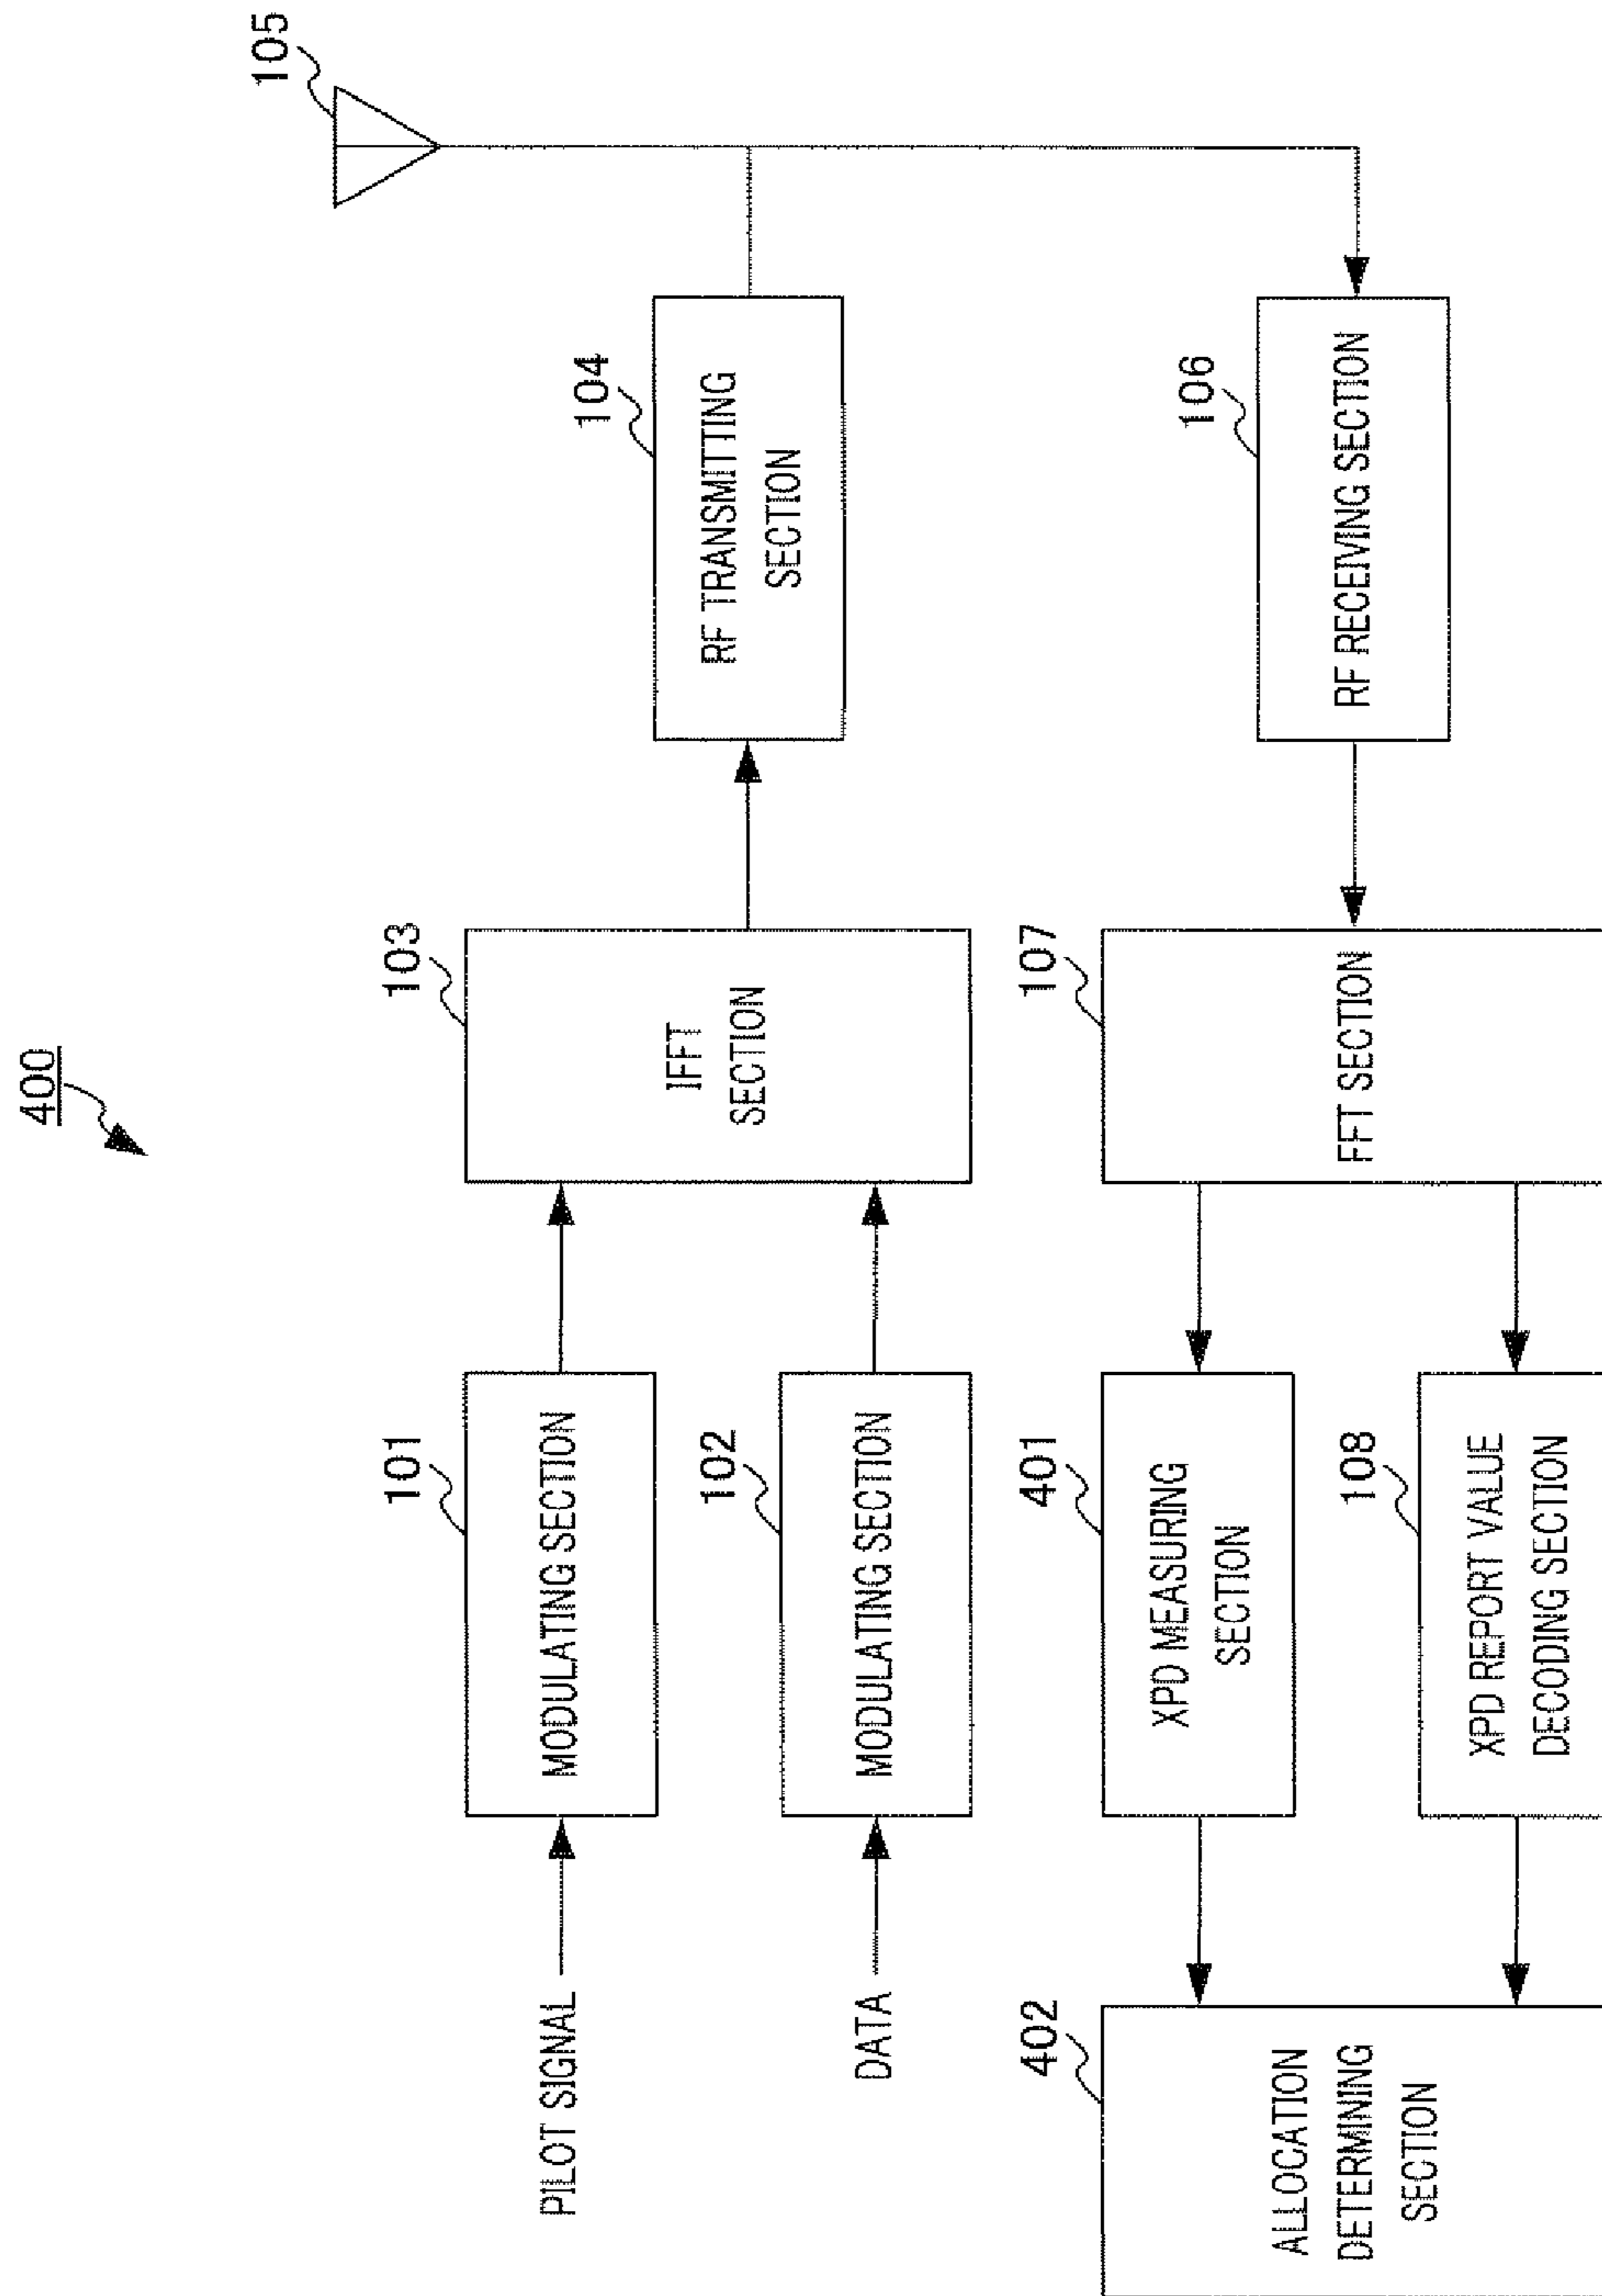 400
105
101
MODULATING SECTION
103
IFFT
SECTION
104
RF TRANSMITTING
SECTION
PILOT SIGNAL
102
MODULATING SECTION
DATA
402
ALLOCATION
DETERMINING
SECTION
401
XPD MEASURING
SECTION
107
FFT SECTION
106
RF RECEIVING SECTION
108
XPD REPORT VALUE
DECODING SECTION